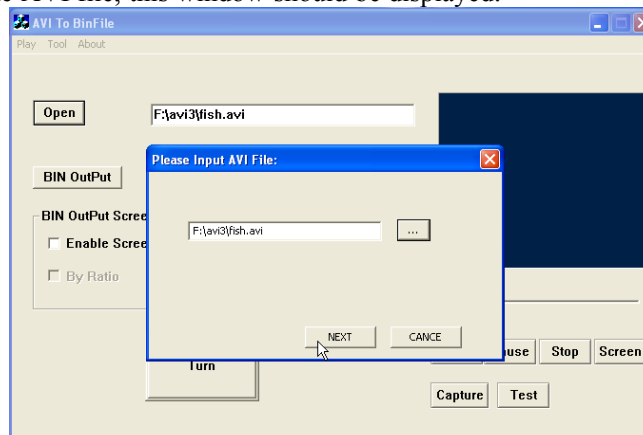 AVI file, this window should be displayed.
AVI To BinFile
Play Tool About
Open
F:\avi3\fish.avi
Please Input AVI File:
BIN OutPut
BIN OutPut Scree
F:\avi3\fish.avi
...
Enable Scree
By Ratio
NEXT
CANCE
Turn
use
Stop
Screen
Capture
Test